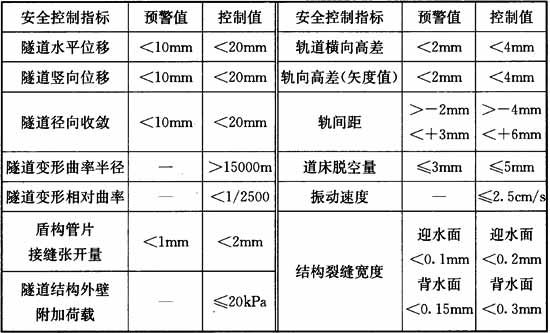 安全控制指标 预警值 控制值 安全控制指标 预警值 控制值
隧道水平位移 <10mm <20mm 轨道横向高差 <2mm <4mm
隧道竖向位移 <10mm <20mm 轨向高差(矢度值) <2mm <4mm
隧道径向收敛 <10mm <20mm 轨间距 >-2mm <+3mm >-4mm <+6mm
隧道变形曲率半径 — >15000m 道床脱空量 ≤3mm ≤5mm
隧道变形相对曲率 — <1/2500 振动速度 — ≤2.5cm/s
盾构管片
接缝张开量 <1mm <2mm
结构裂缝宽度
迎水面 迎水面
<0.1mm <0.2mm
背水面 背水面
<0.15mm <0.3mm
隧道结构外壁
附加荷载 — ≤20kPa